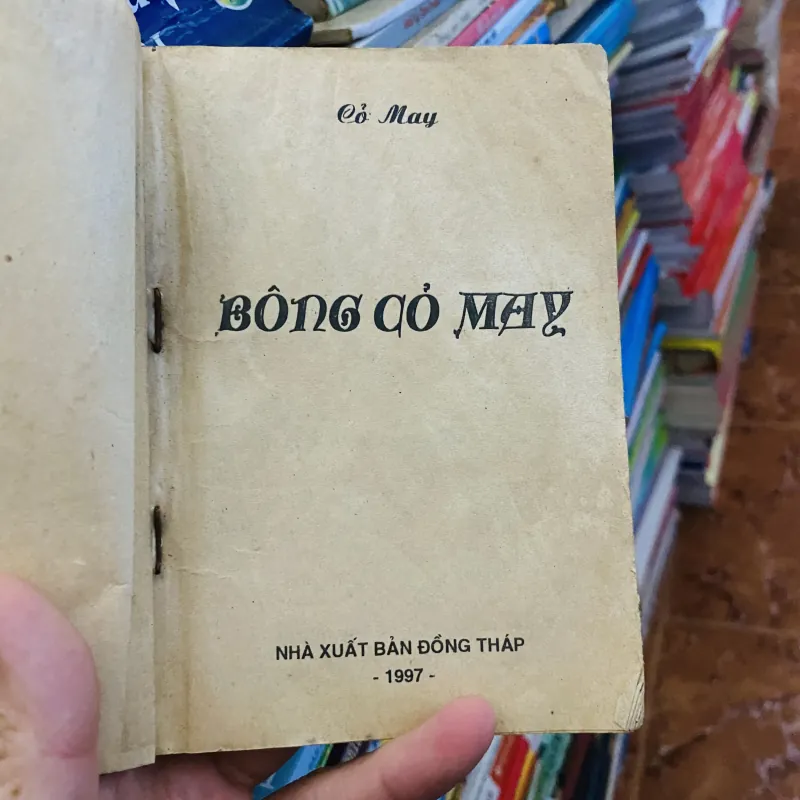 Cỏ May
BÔNG CỎ MAY
NHÀ XUẤT BẢN ĐỒNG THÁP
- 1997 -